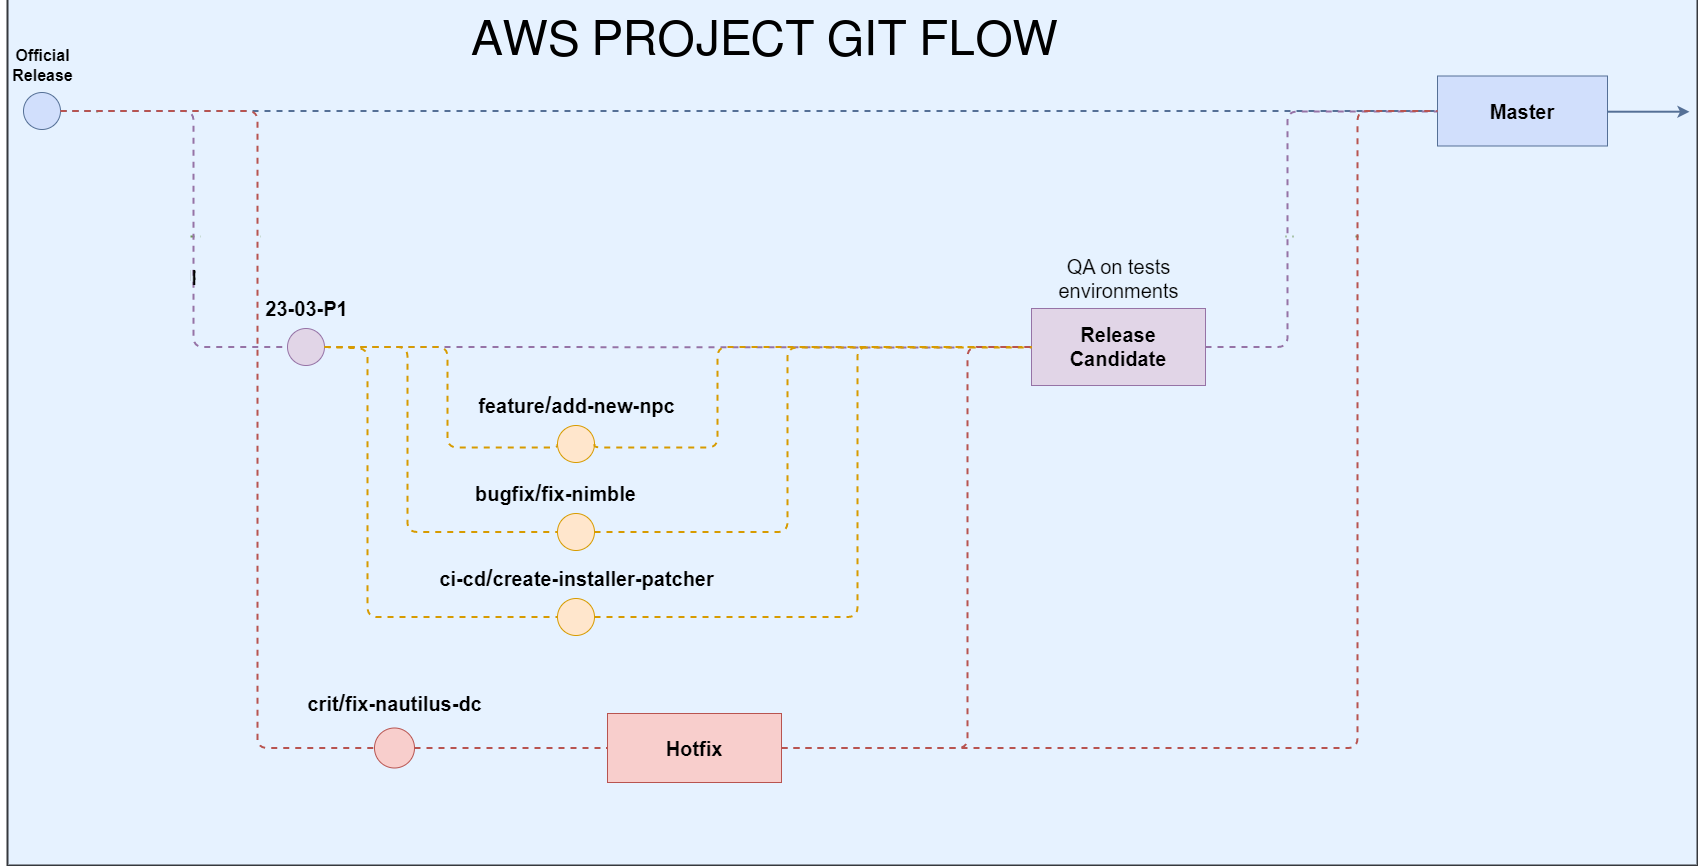 AWS PROJECT GIT FLOW
Official
Release
Master
QA on tests
environments
23-03-P1
Release
Candidate
feature/add-new-npc
bugfix/fix-nimble
ci-cd/create-installer-patcher
crit/fix-nautilus-dc
Hotfix